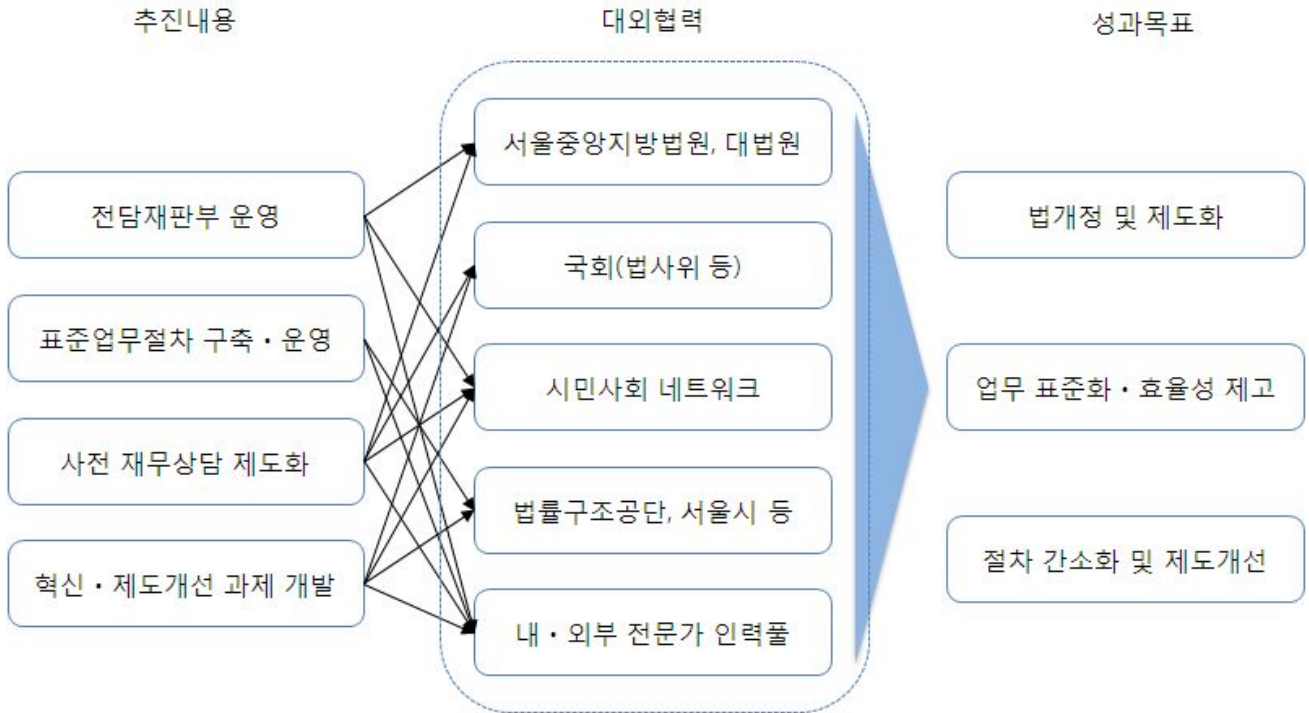 추진내용
대외협력
성과목표
전담재판부 운영
표준업무절차 구축・운영
사전 재무상담 제도화
혁신・제도개선 과제 개발
서울중앙지방법원, 대법원
국회(법사위 등)
시민사회 네트워크
법률구조공단, 서울시 등
내・외부 전문가 인력풀
법개정 및 제도화
업무 표준화・효율성 제고
절차 간소화 및 제도개선